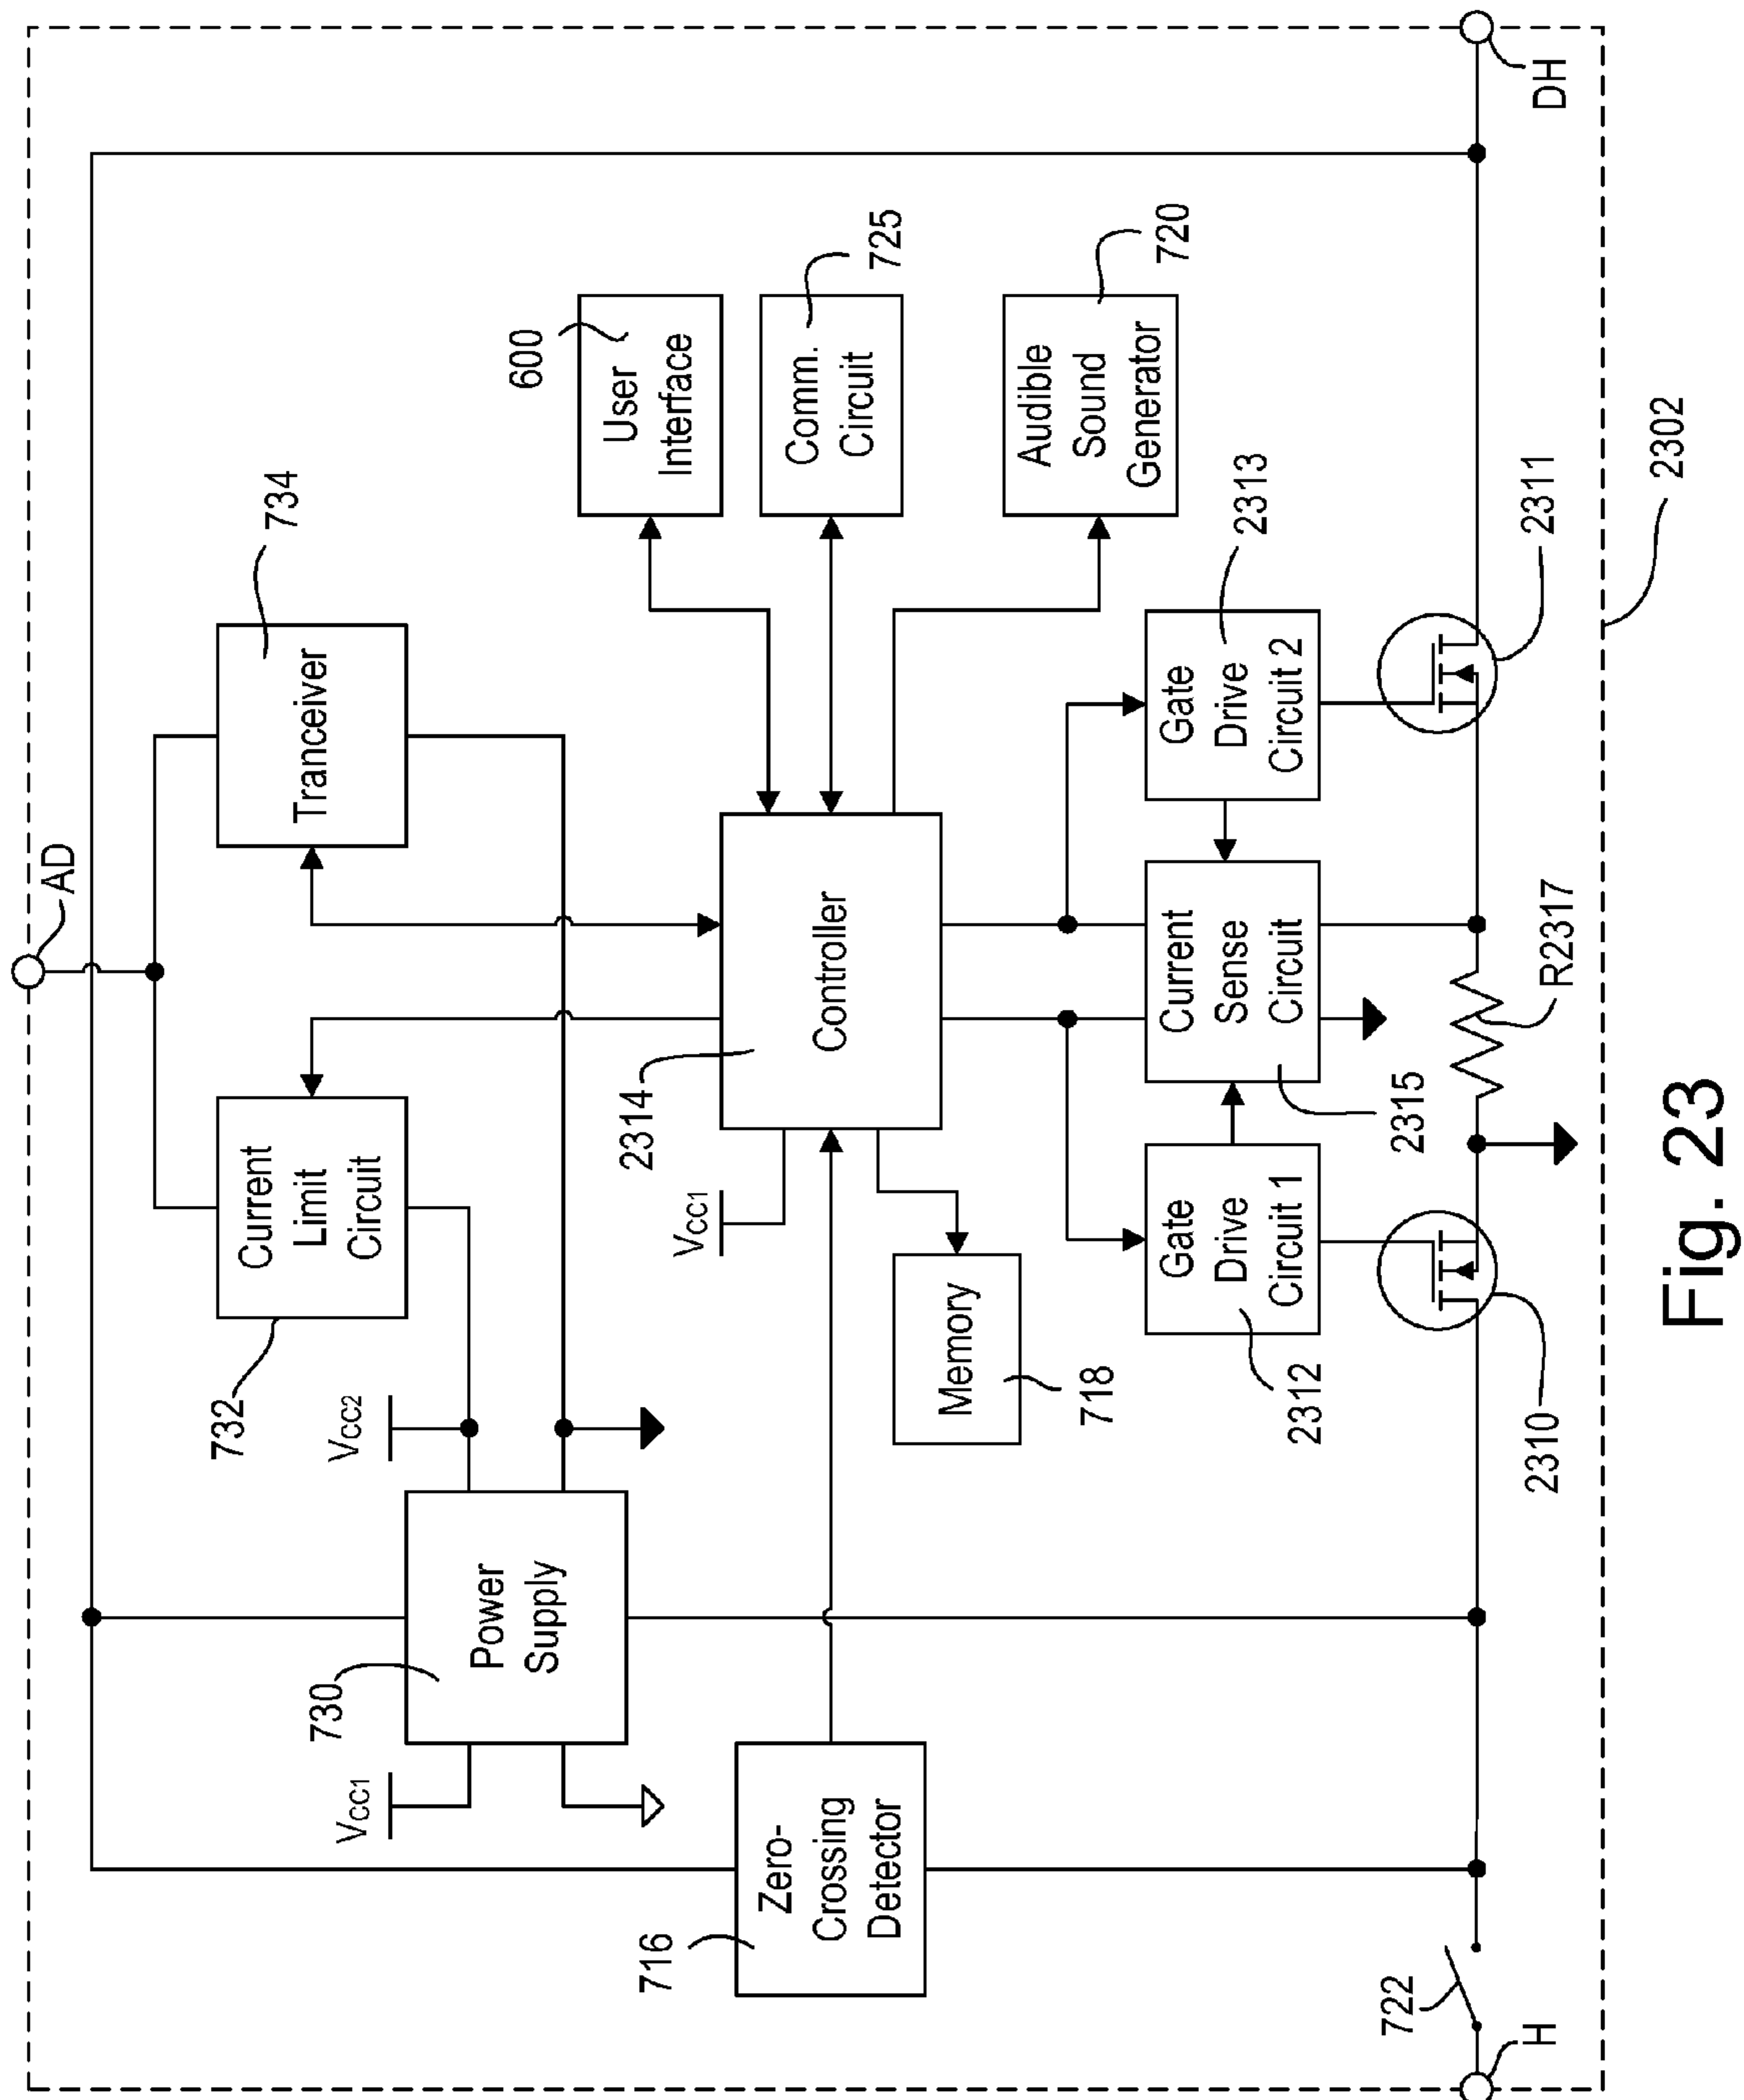 AD
734
Tranceiver
Current
Limit
Circuit
732
VCC2
Power
Supply
730
VCC1
600
User
Interface
725
Comm.
Circuit
720
Audible
Sound
Generator
Controller
2314
VCC1
Memory
718
Zero-
Crossing
Detector
716
2313
Gate
Drive
Circuit 2
Current
Sense
Circuit
2315
Gate
Drive
Circuit 1
2312
722
H
2310
R2317
2311
DH
2302
Fig. 23